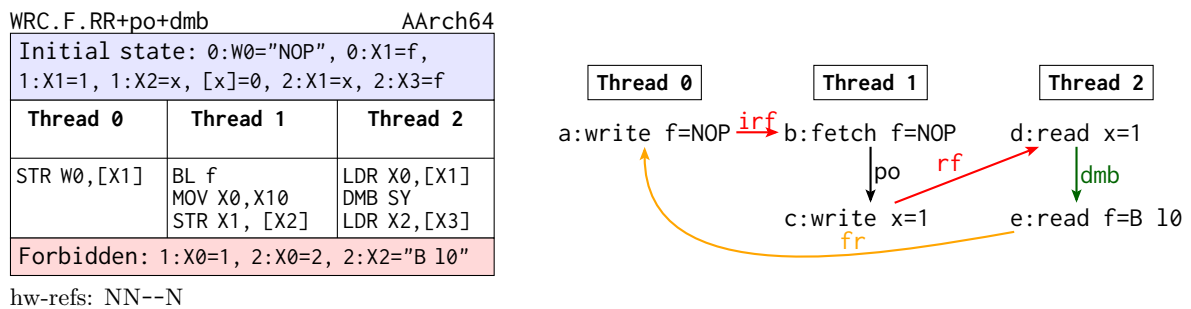 WRC.F.RR+po+dmb AArch64
Initial state: 0:W0="NOP", 0:X1=f,
1:X1=1, 1:X2=x, [x]=0, 2:X1=x, 2:X3=f
Thread 0 Thread 1 Thread 2
STR W0,[X1] BL f LDR X0,[X1]
MOV X0,X10 DMB SY
STR X1, [X2] LDR X2,[X3]
Forbidden: 1:X0=1, 2:X0=2, 2:X2="B l0"
hw-refs: NN--N
Thread 0 Thread 1 Thread 2
a:write f=NOP irf b:fetch f=NOP d:read x=1
po rf dmb
c:write x=1 e:read f=B l0
fr